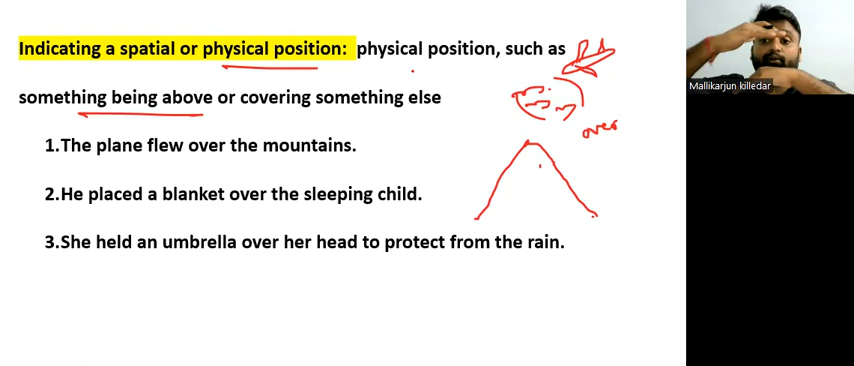 Indicating a spatial or physical position: physical position, such as
something being above or covering something else
over
1.The plane flew over the mountains.
2.He placed a blanket over the sleeping child.
3.She held an umbrella over her head to protect from the rain.
Mallikarjun killedar